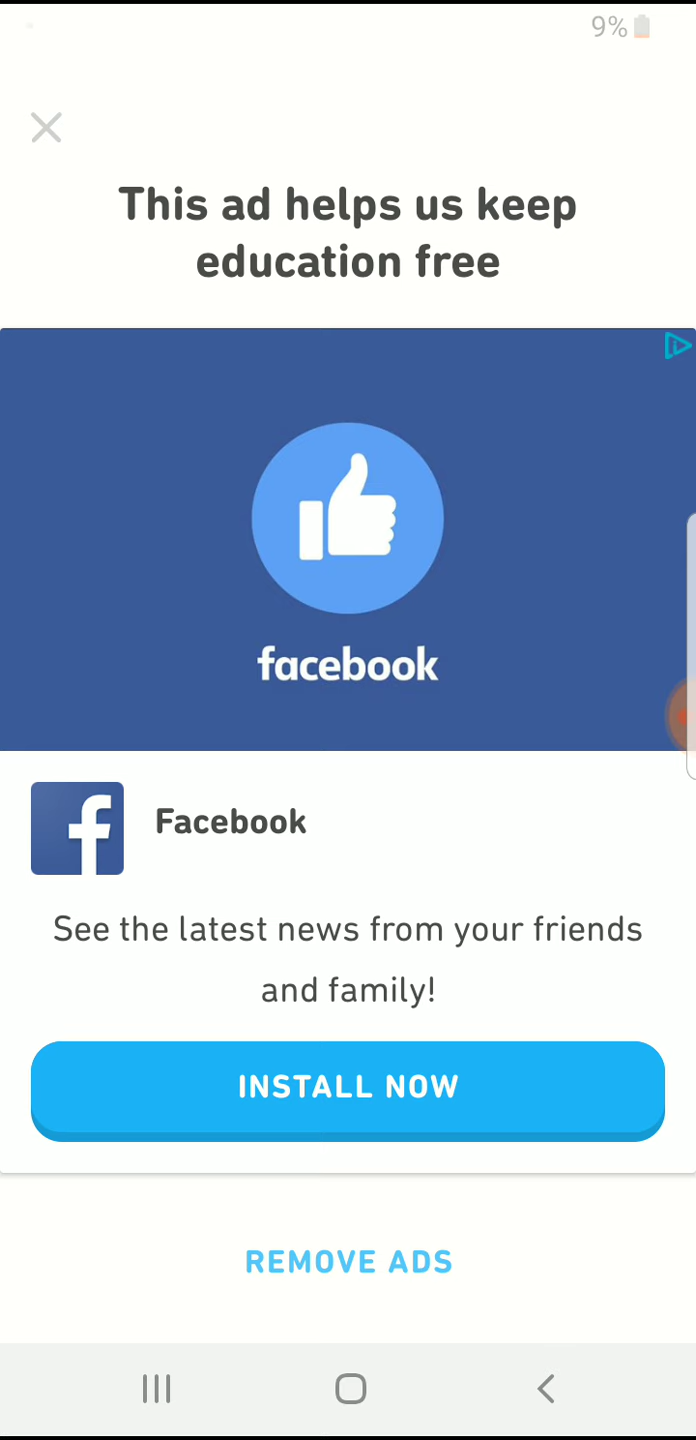 9%
This ad helps us keep
education free
facebook
Facebook
See the latest news from your friends
and family!
INSTALL NOW
REMOVE ADS